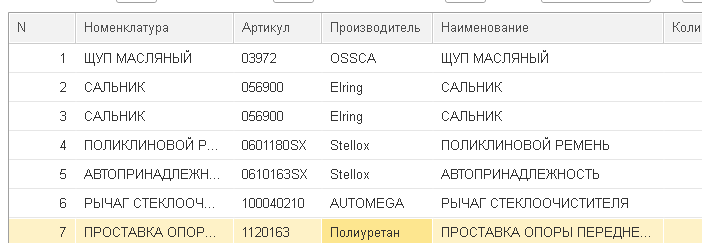 N Номенклатура Артикул Производитель Наименование Коли
1 ЩУП МАСЛЯНЫЙ 03972 OSSCA ЩУП МАСЛЯНЫЙ
2 САЛЬНИК 056900 Elring САЛЬНИК
3 САЛЬНИК 056900 Elring САЛЬНИК
4 ПОЛИКЛИНОВОЙ Р... 0601180SX Stellox ПОЛИКЛИНОВОЙ РЕМЕНЬ
5 АВТОПРИНАДЛЕЖН... 0610163SX Stellox АВТОПРИНАДЛЕЖНОСТЬ
6 РЫЧАГ СТЕКЛООЧ... 100040210 AUTOMEGA РЫЧАГ СТЕКЛООЧИСТИТЕЛЯ
7 ПРОСТАВКА ОПОР... 1120163 Полиуретан ПРОСТАВКА ОПОРЫ ПЕРЕДНЕ...